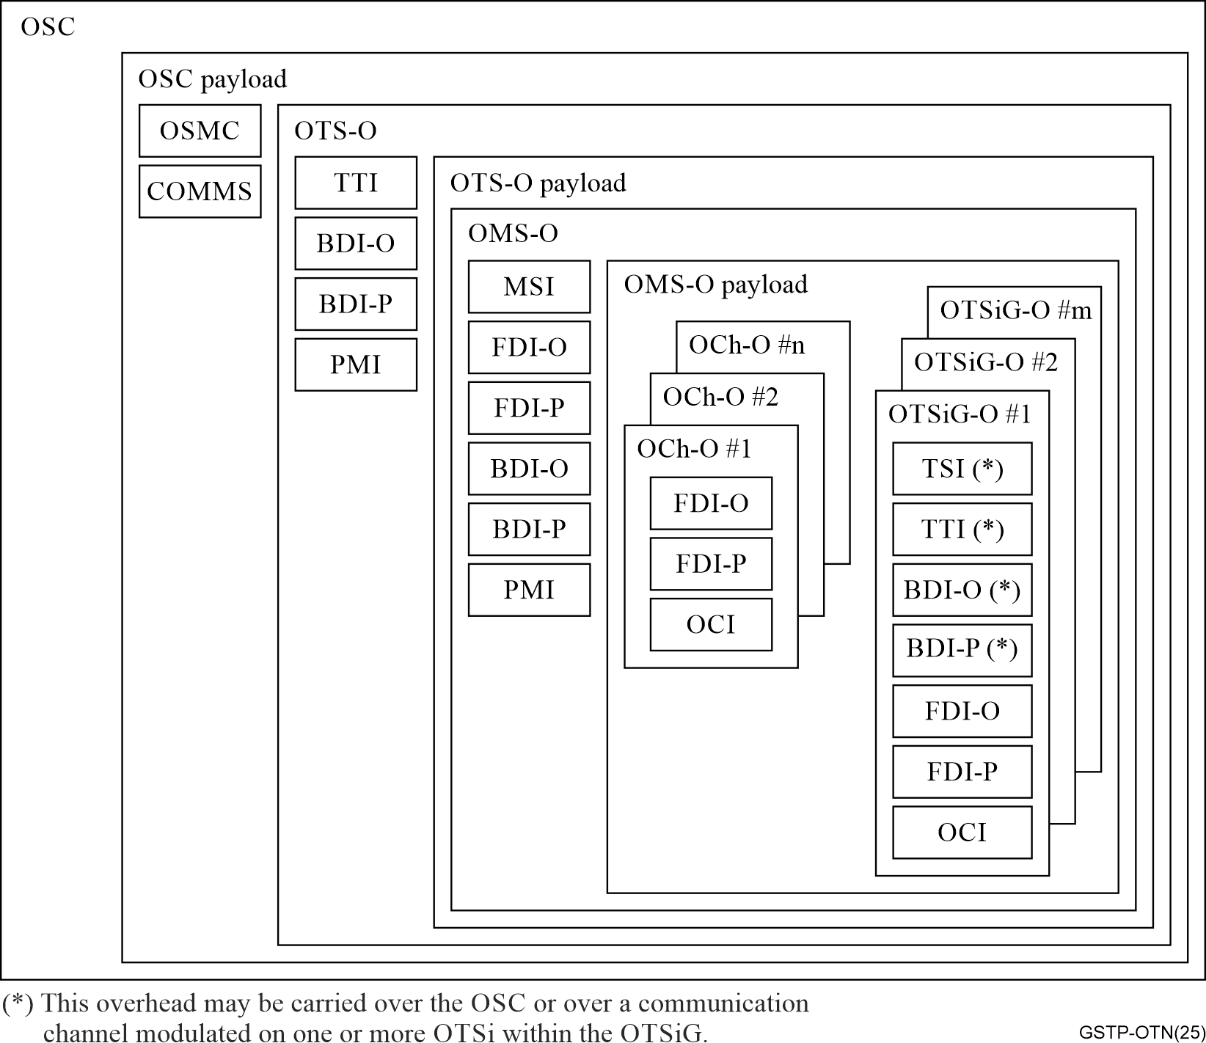 OSC
OSC payload
OSMC
COMMS
OTS-O
TTI
BDI-O
BDI-P
PMI
OTS-O payload
OMS-O
MSI
FDI-O
FDI-P
BDI-O
BDI-P
PMI
OMS-O payload
OCh-O #n
OCh-O #2
OCh-O #1
FDI-O
FDI-P
OCI
OTSiG-O #m
OTSiG-O #2
OTSiG-O #1
TSI (*)
TTI (*)
BDI-O (*)
BDI-P (*)
FDI-O
FDI-P
OCI
(*) This overhead may be carried over the OSC or over a communication
channel modulated on one or more OTSi within the OTSiG.
GSTP-OTN(25)